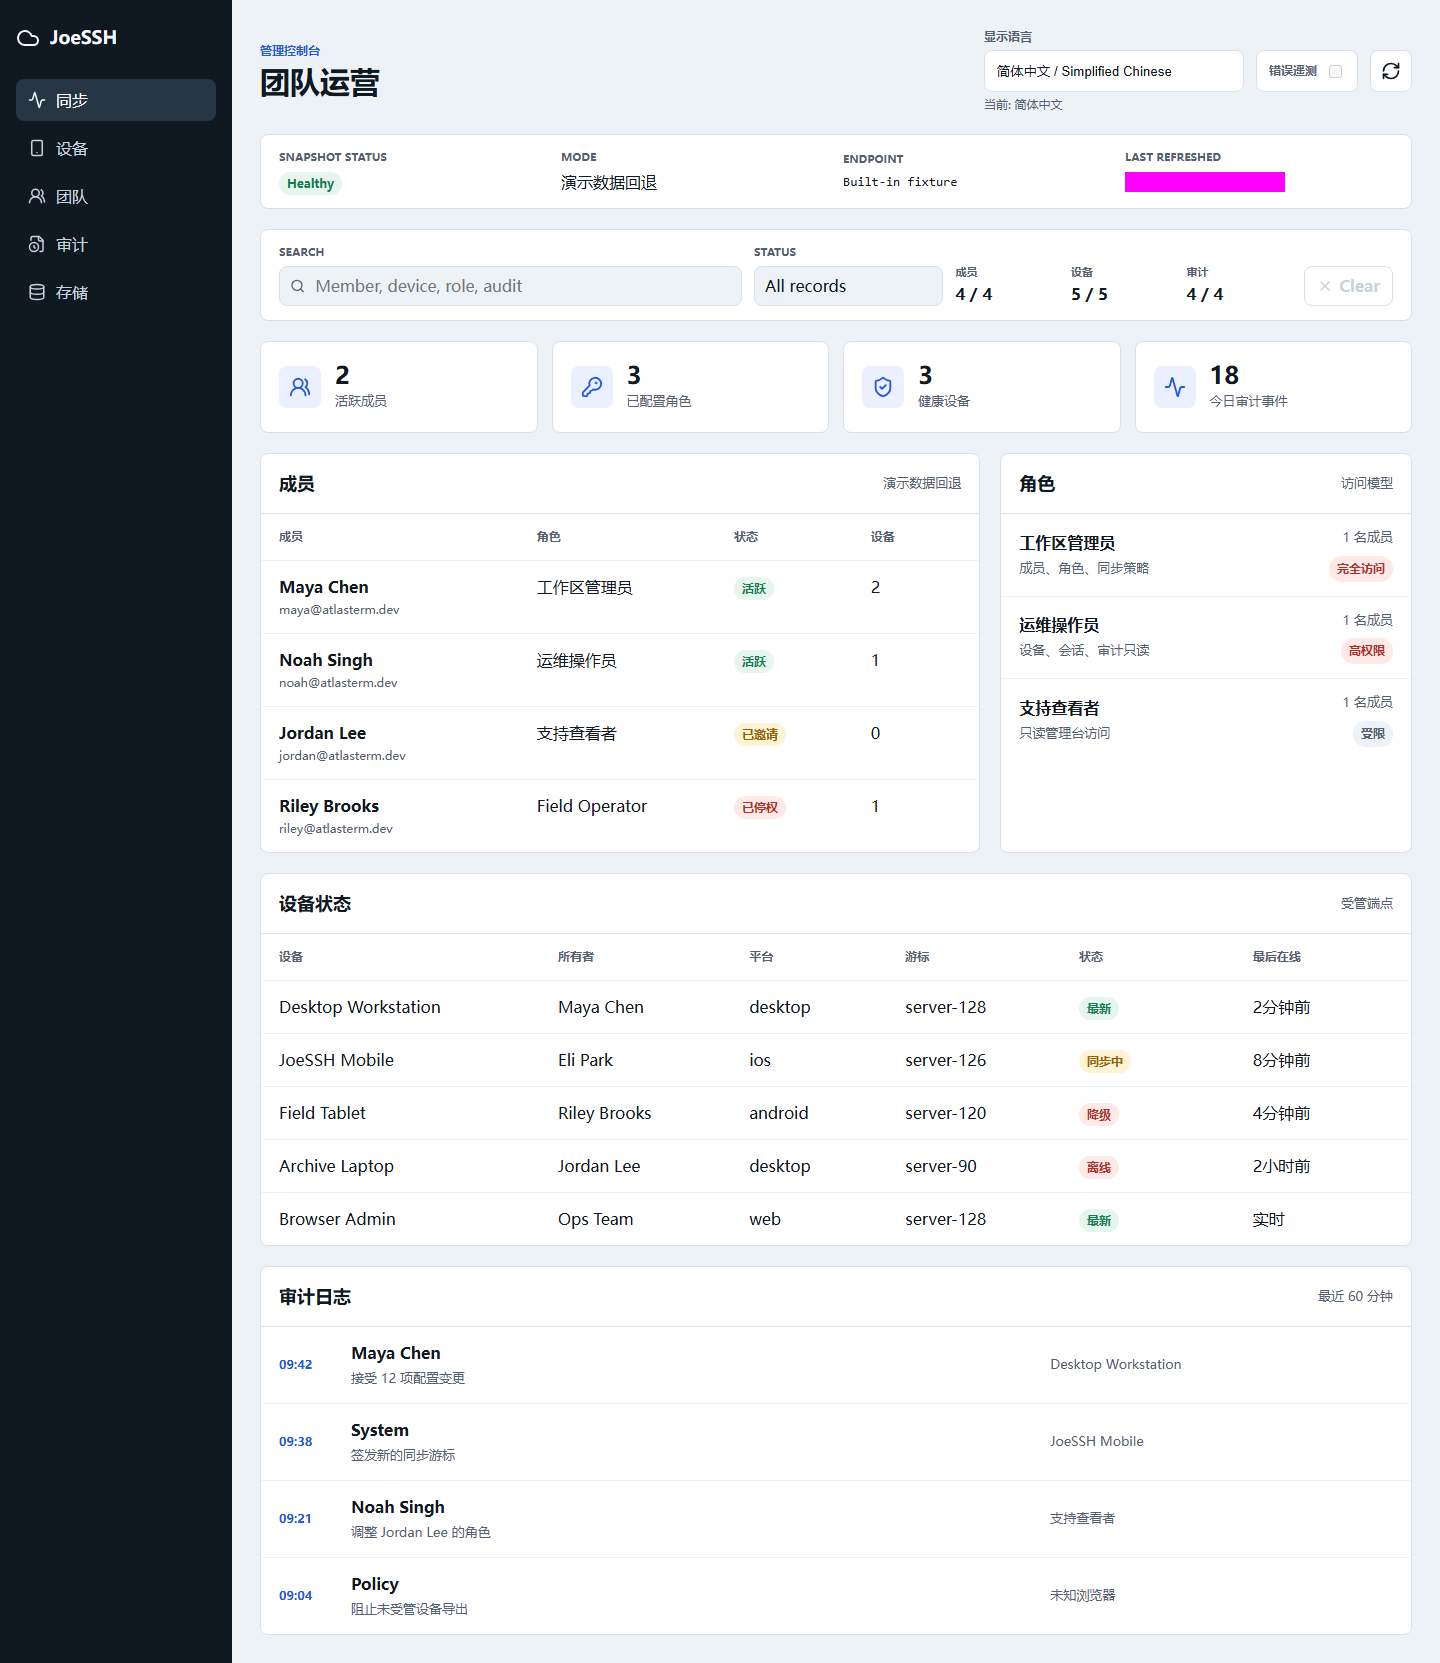 JoeSSH
同步
设备
团队
审计
存储
管理控制台
团队运营
显示语言
简体中文 / Simplified Chinese
错误遥测
当前: 简体中文
SNAPSHOT STATUS
Healthy
MODE
演示数据回退
ENDPOINT
Built-in fixture
LAST REFRESHED
SEARCH
Member, device, role, audit
STATUS
All records
成员
4 / 4
设备
5 / 5
审计
4 / 4
Clear
2
活跃成员
3
已配置角色
3
健康设备
18
今日审计事件
成员
演示数据回退
成员 角色 状态 设备
Maya Chen 工作区管理员 活跃 2
maya@atlasterm.dev
Noah Singh 运维操作员 活跃 1
noah@atlasterm.dev
Jordan Lee 支持查看者 已邀请 0
jordan@atlasterm.dev
Riley Brooks Field Operator 已停权 1
riley@atlasterm.dev
角色
访问模型
工作区管理员 1 名成员
成员、角色、同步策略 完全访问
运维操作员 1 名成员
设备、会话、审计只读 高权限
支持查看者 1 名成员
只读管理台访问 受限
设备状态
受管端点
设备 所有者 平台 游标 状态 最后在线
Desktop Workstation Maya Chen desktop server-128 最新 2分钟前
JoeSSH Mobile Eli Park ios server-126 同步中 8分钟前
Field Tablet Riley Brooks android server-120 降级 4分钟前
Archive Laptop Jordan Lee desktop server-90 离线 2小时前
Browser Admin Ops Team web server-128 最新 实时
审计日志
最近 60 分钟
09:42 Maya Chen Desktop Workstation
接受 12 项配置变更
09:38 System JoeSSH Mobile
签发新的同步游标
09:21 Noah Singh 支持查看者
调整 Jordan Lee 的角色
09:04 Policy 未知浏览器
阻止未受管设备导出